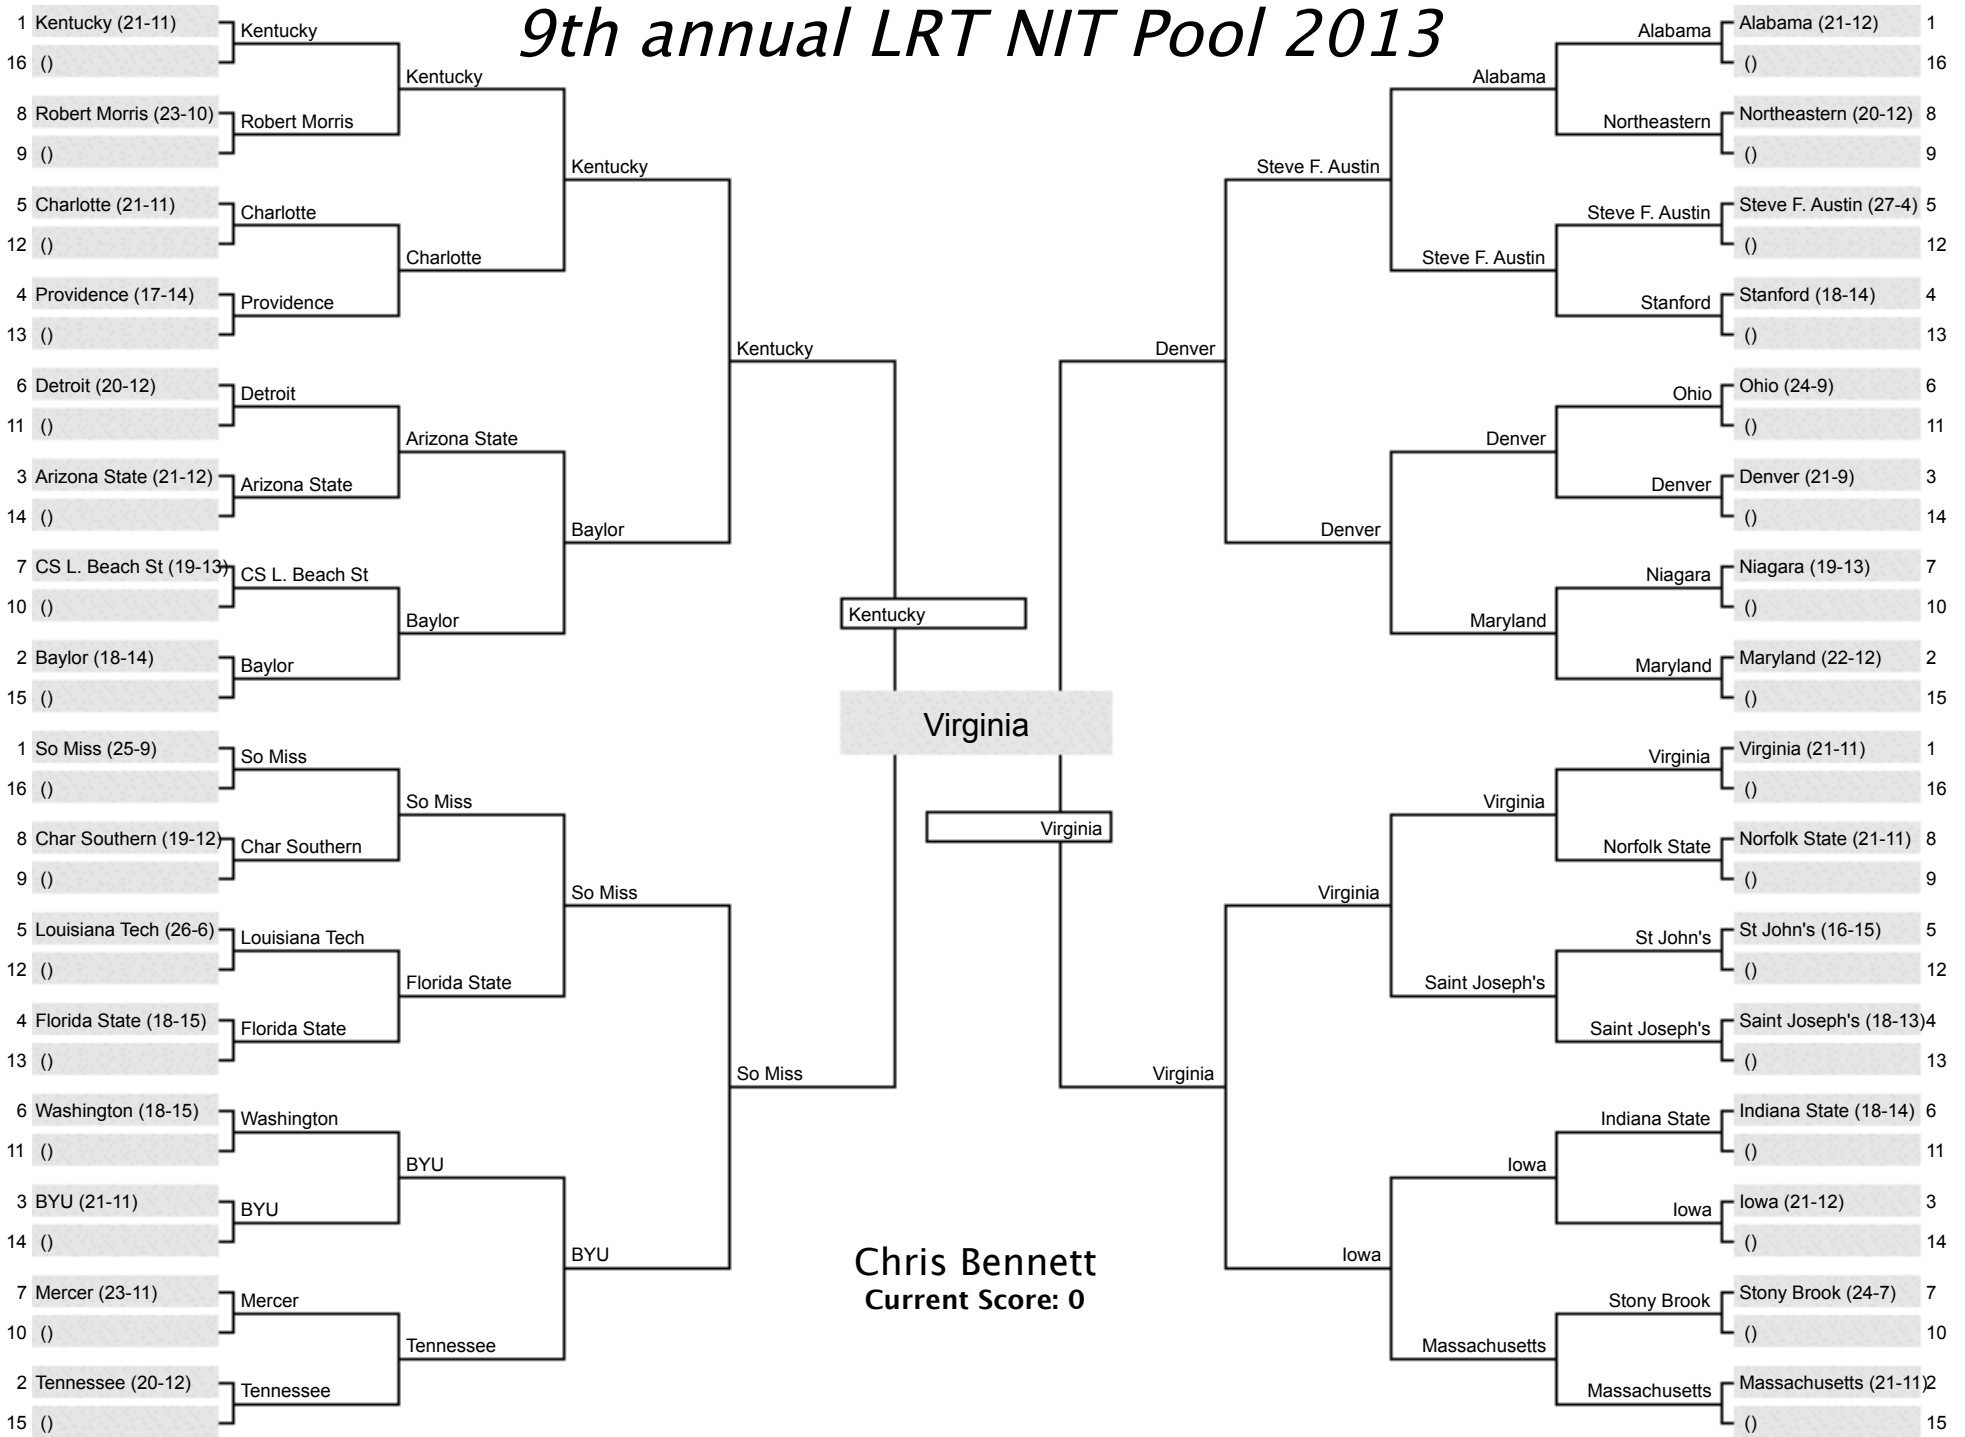 9th annual LRT NIT Pool 2013
1 Kentucky (21-11)
16 ()
8 Robert Morris (23-10)
9 ()
5 Charlotte (21-11)
12 ()
4 Providence (17-14)
13 ()
6 Detroit (20-12)
11 ()
3 Arizona State (21-12)
14 ()
7 CS L. Beach St (19-13)
10 ()
2 Baylor (18-14)
15 ()
1 So Miss (25-9)
16 ()
8 Char Southern (19-12)
9 ()
5 Louisiana Tech (26-6)
12 ()
4 Florida State (18-15)
13 ()
6 Washington (18-15)
11 ()
3 BYU (21-11)
14 ()
7 Mercer (23-11)
10 ()
2 Tennessee (20-12)
15 ()
Kentucky
Robert Morris
Charlotte
Providence
Detroit
Arizona State
CS L. Beach St
Baylor
So Miss
Char Southern
Louisiana Tech
Florida State
Washington
BYU
Mercer
Tennessee
Kentucky
Charlotte
Arizona State
Baylor
So Miss
Florida State
BYU
Tennessee
Kentucky
Baylor
So Miss
BYU
Kentucky
So Miss
Kentucky
Virginia
Virginia
Chris Bennett
Current Score: 0
Denver
Virginia
Steve F. Austin
Denver
Virginia
Iowa
Alabama
Steve F. Austin
Denver
Maryland
Virginia
Saint Joseph's
Iowa
Massachusetts
Alabama
Northeastern
Steve F. Austin
Stanford
Ohio
Denver
Niagara
Maryland
Virginia
Norfolk State
St John's
Saint Joseph's
Indiana State
Iowa
Stony Brook
Massachusetts
Alabama (21-12) 1
() 16
Northeastern (20-12) 8
() 9
Steve F. Austin (27-4) 5
() 12
Stanford (18-14) 4
() 13
Ohio (24-9) 6
() 11
Denver (21-9) 3
() 14
Niagara (19-13) 7
() 10
Maryland (22-12) 2
() 15
Virginia (21-11) 1
() 16
Norfolk State (21-11) 8
() 9
St John's (16-15) 5
() 12
Saint Joseph's (18-13) 4
() 13
Indiana State (18-14) 6
() 11
Iowa (21-12) 3
() 14
Stony Brook (24-7) 7
() 10
Massachusetts (21-11) 2
() 15